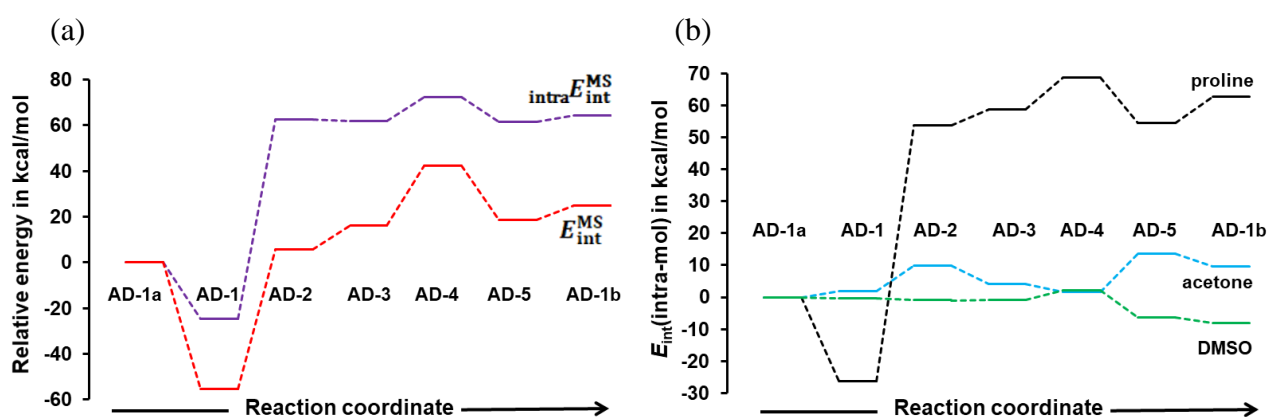 (a)
Relative energy in kcal/mol
80
60
40
20
0
-20
-40
-60
intraE^MS_int
E^MS_int
AD-1a AD-1 AD-2 AD-3 AD-4 AD-5 AD-1b
Reaction coordinate
(b)
E_int(intra-mol) in kcal/mol
70
60
50
40
30
20
10
0
-10
-20
-30
proline
AD-1a AD-1 AD-2 AD-3 AD-4 AD-5 AD-1b
acetone
DMSO
Reaction coordinate